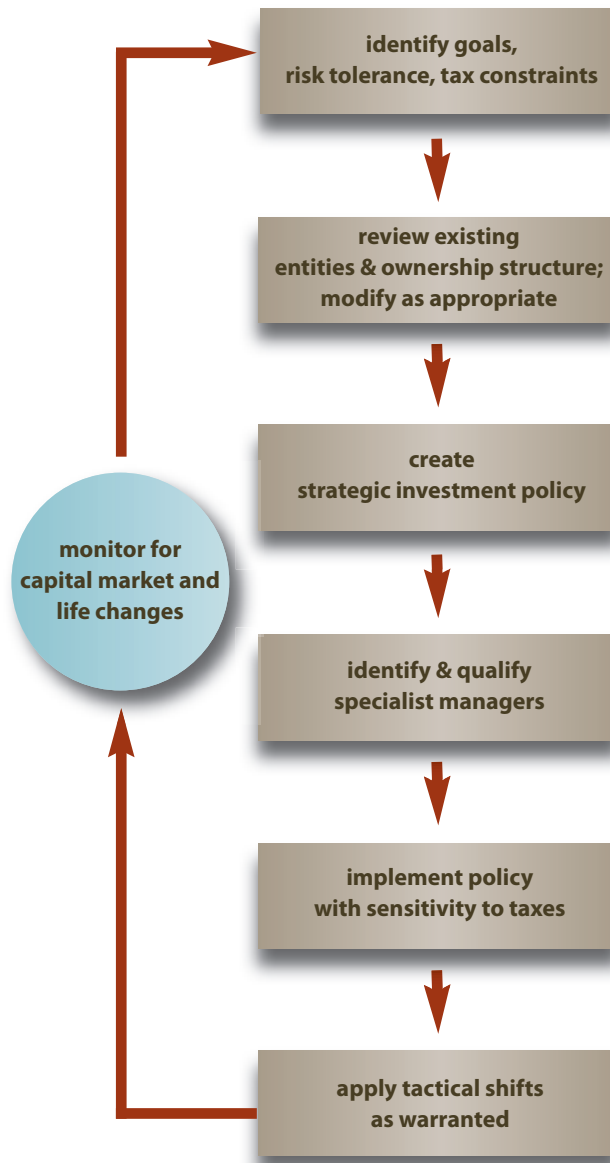 identify goals,
risk tolerance, tax constraints
review existing
entities & ownership structure;
modify as appropriate
create
strategic investment policy
monitor for
capital market and
life changes
identify & qualify
specialist managers
implement policy
with sensitivity to taxes
apply tactical shifts
as warranted